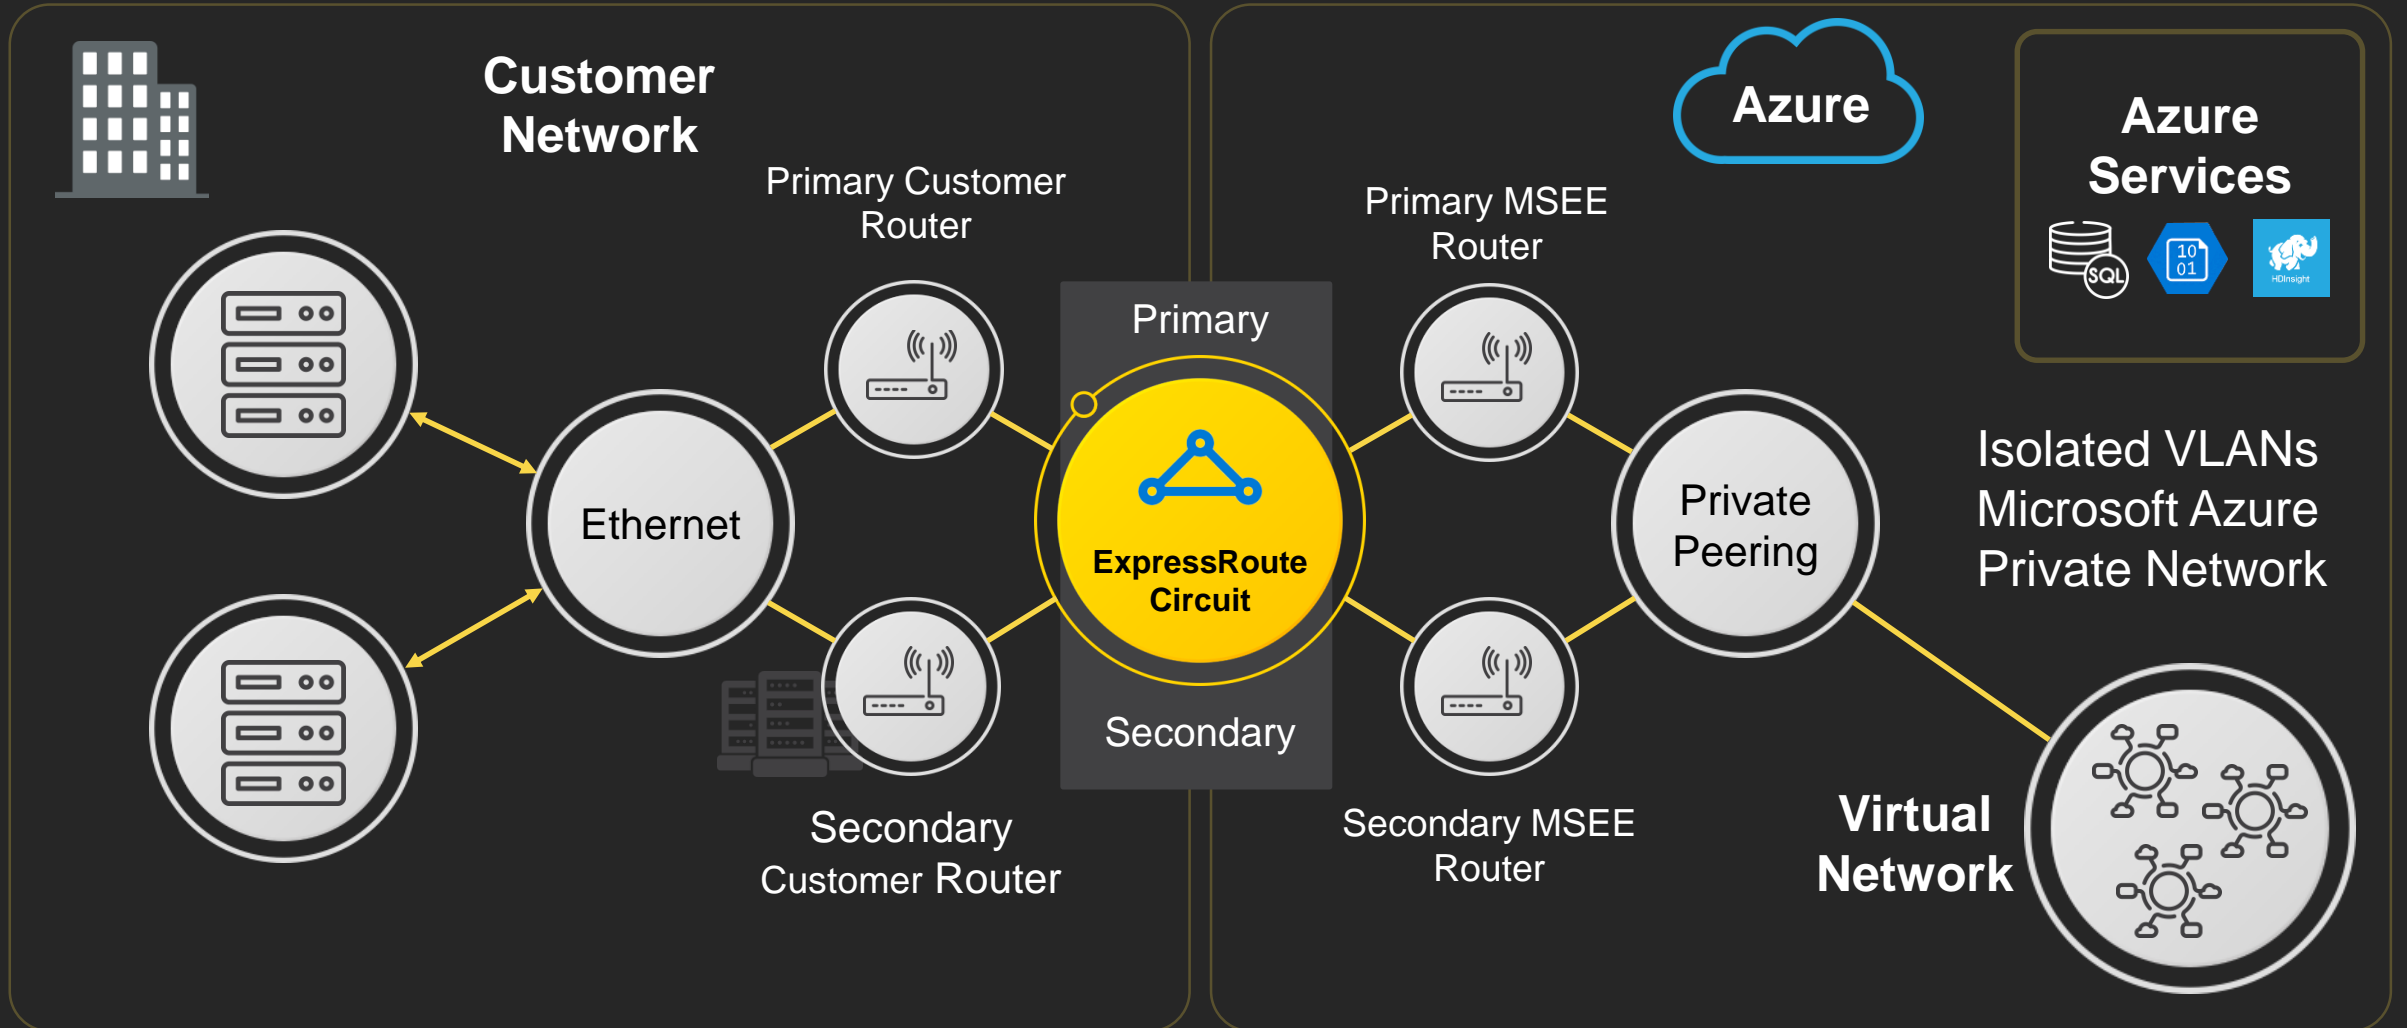 Customer
Network
Azure
Azure
Services
SQL
10
01
HDInsight
Primary Customer
Router
Primary MSEE
Router
Primary
Ethernet
ExpressRoute
Circuit
Private
Peering
Isolated VLANs
Microsoft Azure
Private Network
Secondary
Secondary
Customer Router
Secondary MSEE
Router
Virtual
Network